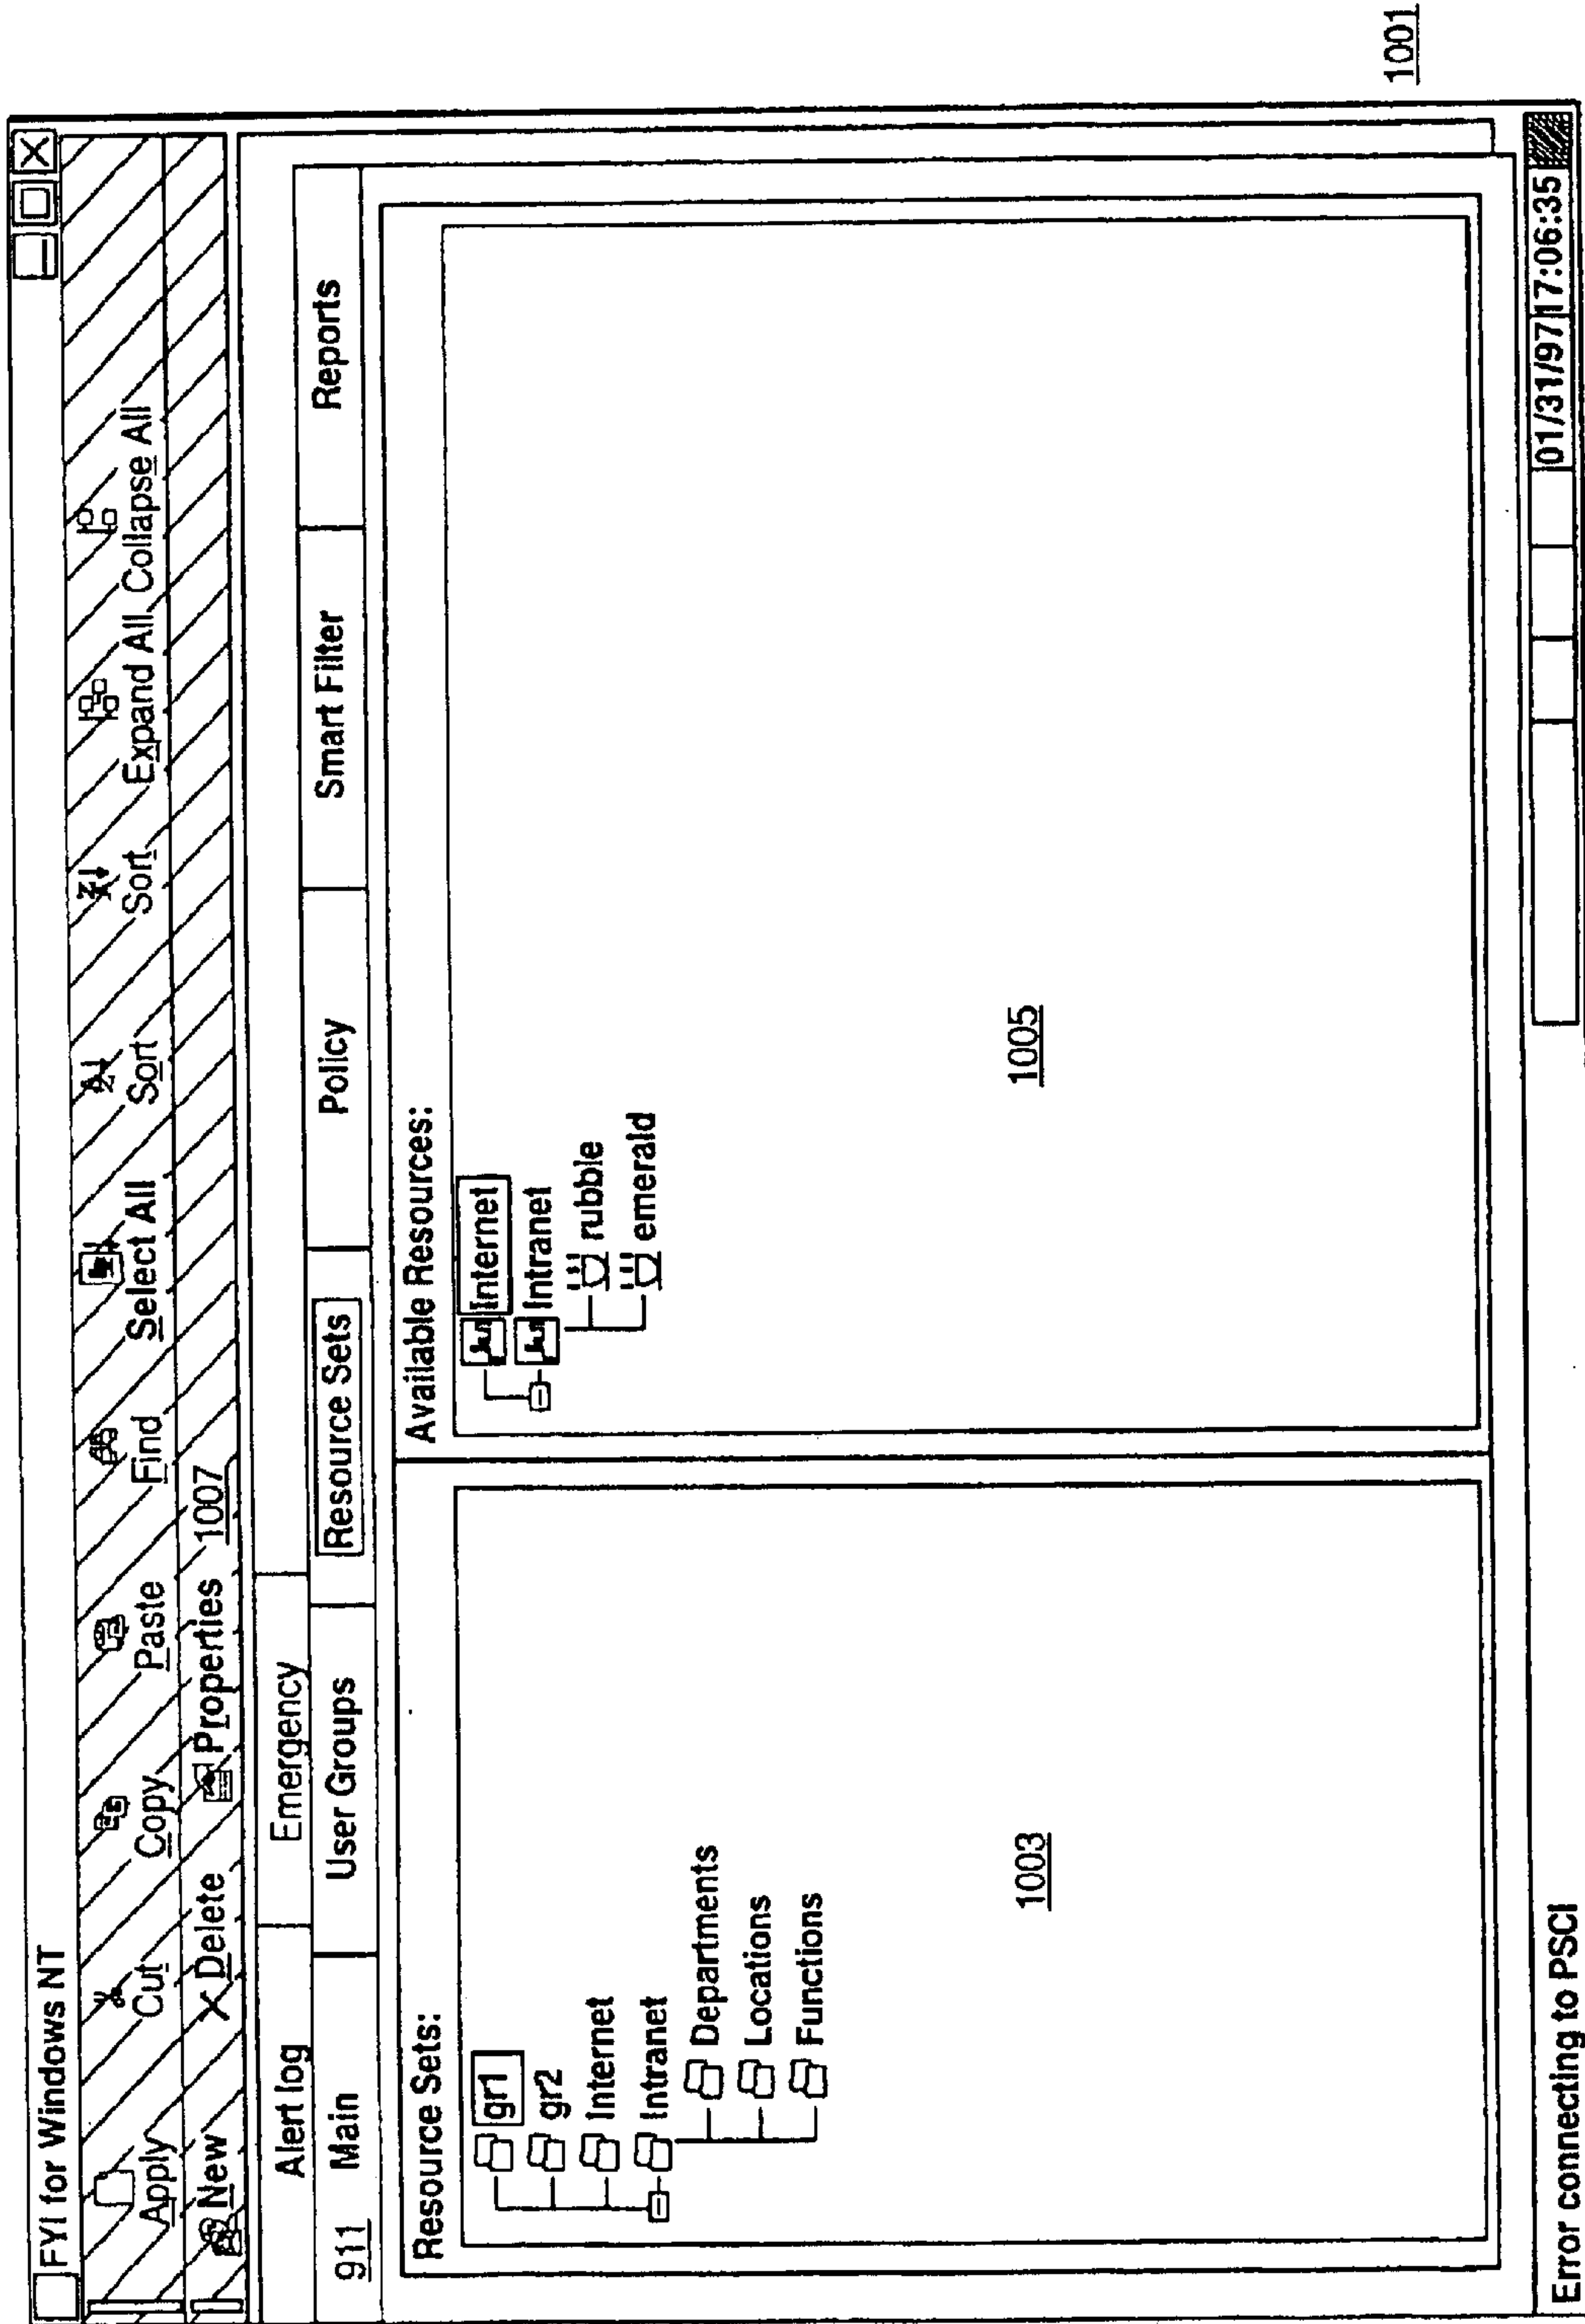 FYI for Windows NT
Apply Cut Copy Paste Find Select All Sort Sort Expand All Collapse All
New Delete Properties 1007
Alert log Emergency
911 Main User Groups Resource Sets Policy Smart Filter Reports
Resource Sets:
gr1
gr2
Internet
Intranet
Departments
Locations
Functions
1003
Available Resources:
Internet
Intranet
rubble
emerald
1005
Error connecting to PSCI 01/31/97 17:06:35
1001